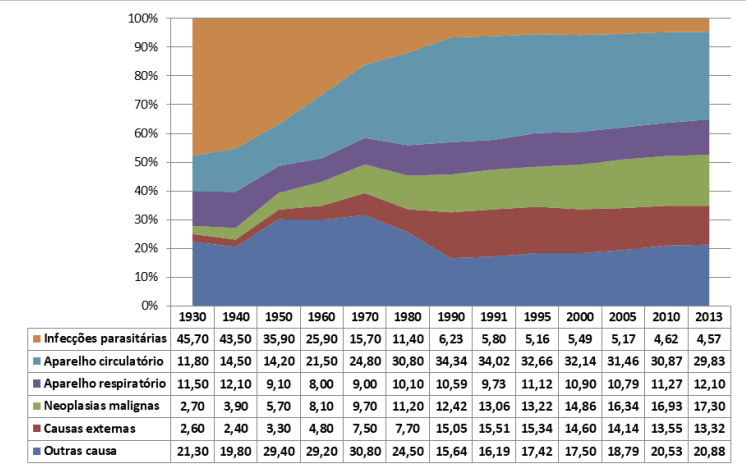 100%
90%
80%
70%
60%
50%
40%
30%
20%
10%
0%
1930 1940 1950 1960 1970 1980 1990 1991 1995 2000 2005 2010 2013
Infecções parasitárias 45,70 43,50 35,90 25,90 15,70 11,40 6,23 5,80 5,16 5,49 5,17 4,62 4,57
Aparelho circulatório 11,80 14,50 14,20 21,50 24,80 30,80 34,34 34,02 32,66 32,14 31,46 30,87 29,83
Aparelho respiratório 11,50 12,10 9,10 8,00 9,00 10,10 10,59 9,73 11,12 10,90 10,79 11,27 12,10
Neoplasias malignas 2,70 3,90 5,70 8,10 9,70 11,20 12,42 13,06 13,22 14,86 16,34 16,93 17,30
Causas externas 2,60 2,40 3,30 4,80 7,50 7,70 15,05 15,51 15,34 14,60 14,14 13,55 13,32
Outras causa 21,30 19,80 29,40 29,20 30,80 24,50 15,64 16,19 17,42 17,50 18,79 20,53 20,88